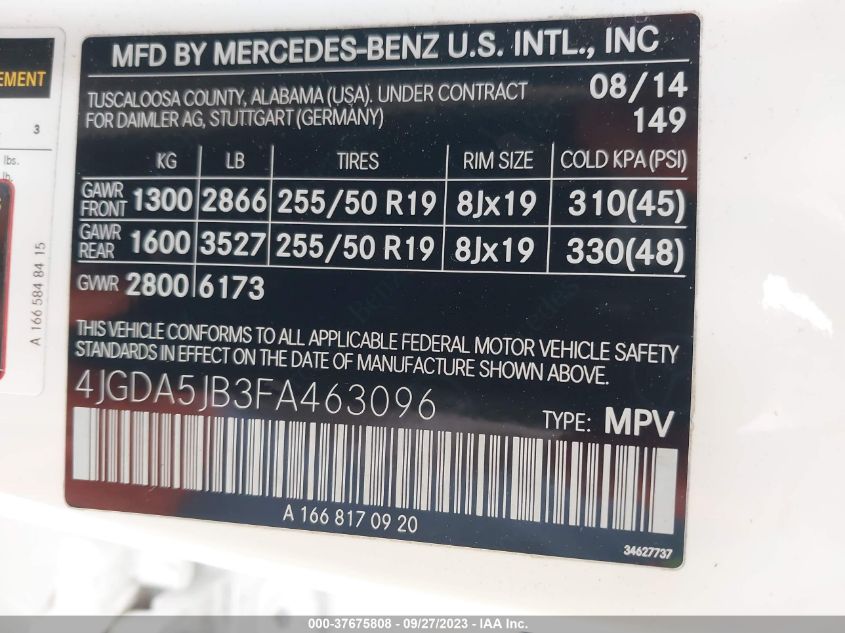 EMENT
3
lbs.
lb.
S
A 166 584 84 15
MFD BY MERCEDES-BENZ U.S. INTL., INC
TUSCALOOSA COUNTY, ALABAMA (USA). UNDER CONTRACT
FOR DAIMLER AG, STUTTGART (GERMANY)
08/14
149
KG LB TIRES RIM SIZE COLD KPA (PSI)
GAWR FRONT 1300 2866 255/50 R19 8Jx19 310(45)
GAWR REAR 1600 3527 255/50 R19 8Jx19 330(48)
GVWR 2800 6173
THIS VEHICLE CONFORMS TO ALL APPLICABLE FEDERAL MOTOR VEHICLE SAFETY
STANDARDS IN EFFECT ON THE DATE OF MANUFACTURE SHOWN ABOVE.
4JGDA5JB3FA463096
TYPE: MPV
A 166 817 09 20
34627737
000-37675808 - 09/27/2023 - IAA Inc.